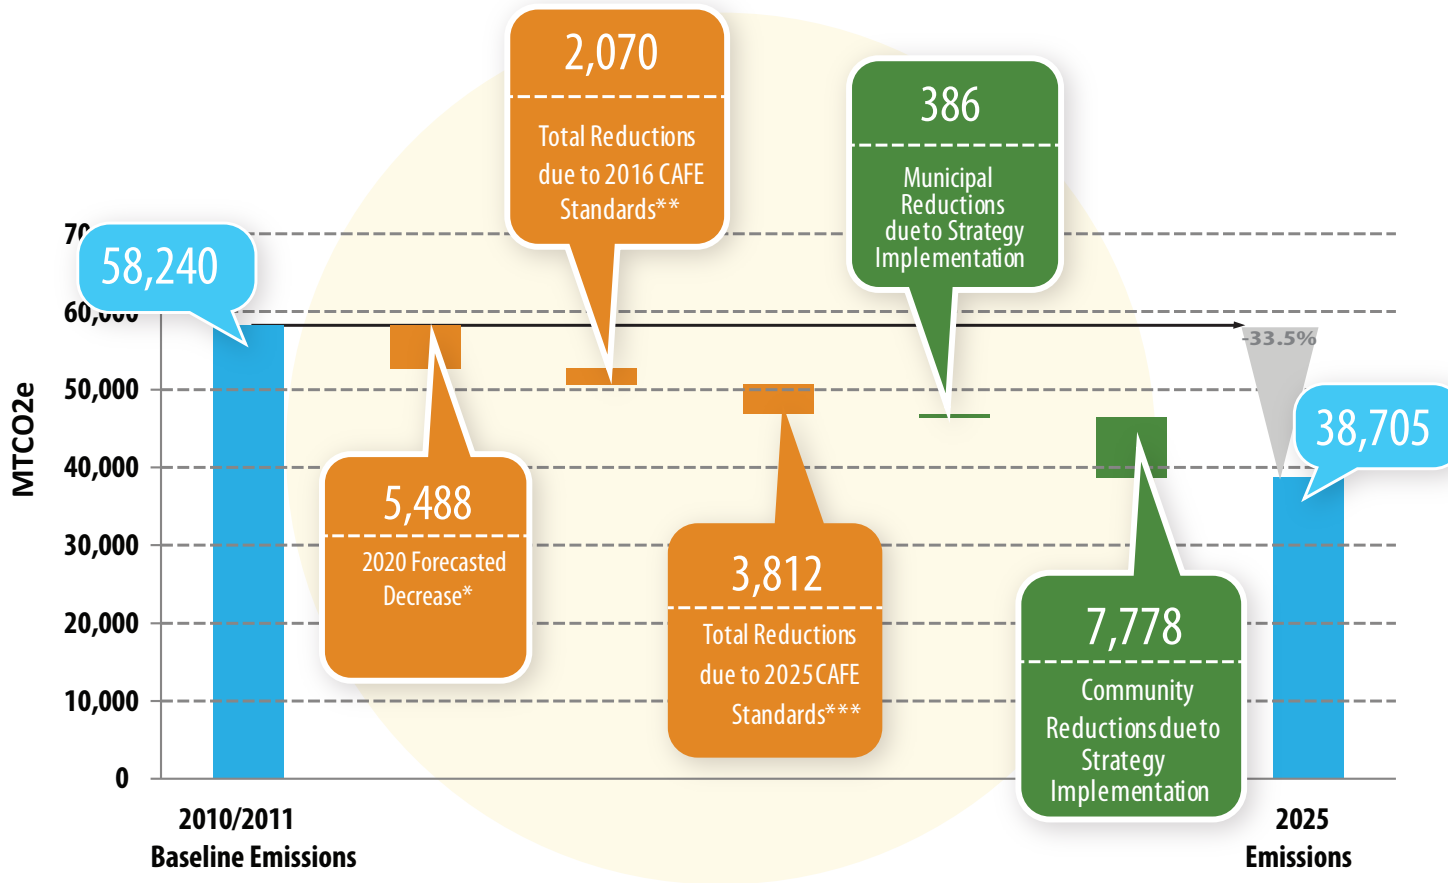 2,070
Total Reductions
due to 2016 CAFE
Standards**
386
Municipal
Reductions
due to Strategy
Implementation
58,240
-33.5%
38,705
5,488
2020 Forecasted
Decrease*
3,812
Total Reductions
due to 2025 CAFE
Standards***
7,778
Community
Reductions due to
Strategy
Implementation
MTCO2e
60,000
50,000
40,000
30,000
20,000
10,000
0
2010/2011
Baseline Emissions
2025
Emissions